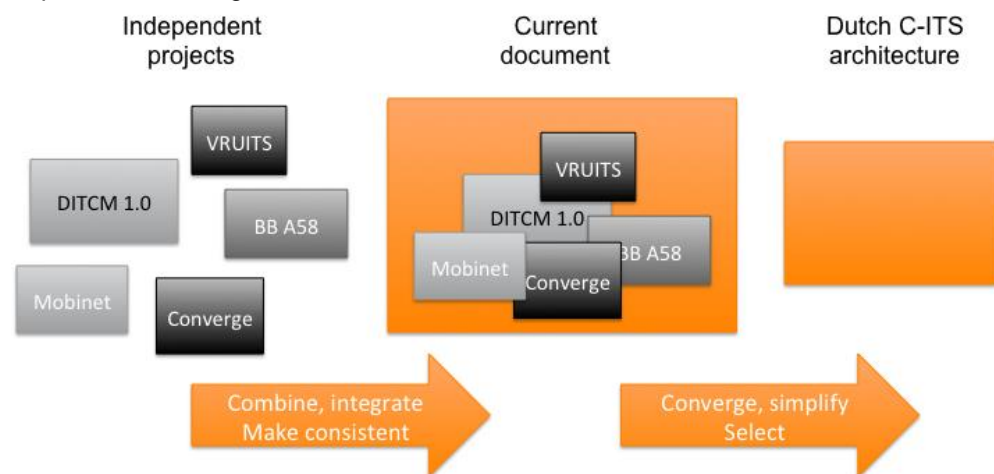 Independent
projects
Current
document
Dutch C-ITS
architecture
VRUITS
DITCM 1.0
BB A58
Mobinet
Converge
VRUITS
DITCM 1.0
BB A58
Mobinet
Converge
Combine, integrate
Make consistent
Converge, simplify
Select